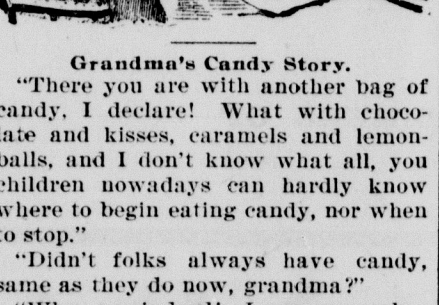 Grandma's Candy Story.
"There you are with another bag of
candy, I declare! What with choco-
late and kisses, caramels and lemon-
balls, and I don't know what all, you
children nowadays can hardly know
where to begin eating candy, nor when
to stop."
"Didn't folks always have candy,
same as they do now, grandma?"